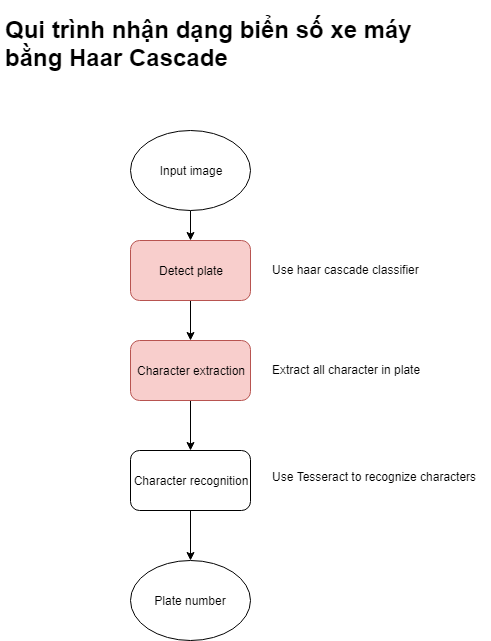 Qui trình nhận dạng biển số xe máy
bằng Haar Cascade
Input image
Detect plate
Use haar cascade classifier
Character extraction
Extract all character in plate
Character recognition
Use Tesseract to recognize characters
Plate number